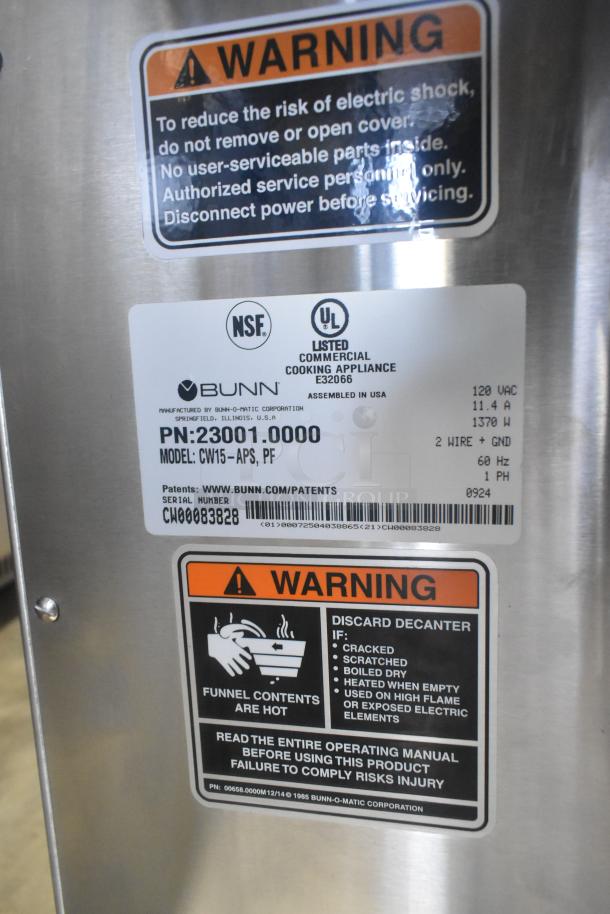 WARNING
To reduce the risk of electric shock,
do not remove or open cover.
No user-serviceable parts inside.
Authorized service personnel only.
Disconnect power before servicing.
NSF®
UL
LISTED
COMMERCIAL
COOKING APPLIANCE
E32066
BUNN®
ASSEMBLED IN USA
MANUFACTURED BY BUNN-O-MATIC CORPORATION
SPRINGFIELD, ILLINOIS, U.S.A
PN:23001.0000
MODEL: CW15-APS, PF
120 VAC
11.4 A
1370 W
2 WIRE + GND
60 Hz
1 PH
0924
Patents: WWW.BUNN.COM/PATENTS
SERIAL NUMBER
CW00083828
(01)00072504038865(21)CW00083828
WARNING
FUNNEL CONTENTS
ARE HOT
DISCARD DECANTER
IF:
• CRACKED
• SCRATCHED
• BOILED DRY
• HEATED WHEN EMPTY
• USED ON HIGH FLAME
OR EXPOSED ELECTRIC
ELEMENTS
READ THE ENTIRE OPERATING MANUAL
BEFORE USING THIS PRODUCT
FAILURE TO COMPLY RISKS INJURY
PN: 00658.0000M12/14 © 1985 BUNN-O-MATIC CORPORATION